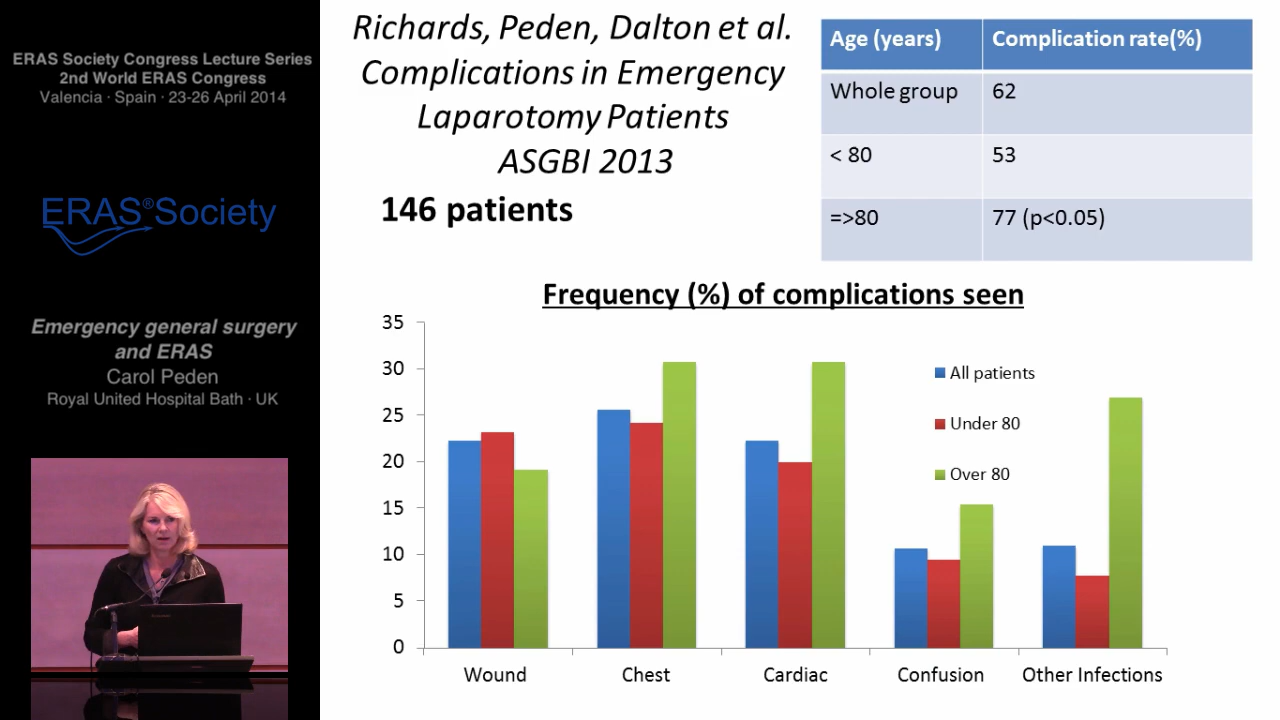 ERAS Society Congress Lecture Series
2nd World ERAS Congress
Valencia · Spain · 23-26 April 2014
ERAS®Society
Emergency general surgery
and ERAS
Carol Peden
Royal United Hospital Bath · UK
Richards, Peden, Dalton et al.
Complications in Emergency
Laparotomy Patients
ASGBI 2013
146 patients
Age (years) Complication rate(%)
Whole group 62
< 80 53
=>80 77 (p<0.05)
Frequency (%) of complications seen
35
30
25
20
15
10
5
0
All patients
Under 80
Over 80
Wound Chest Cardiac Confusion Other Infections